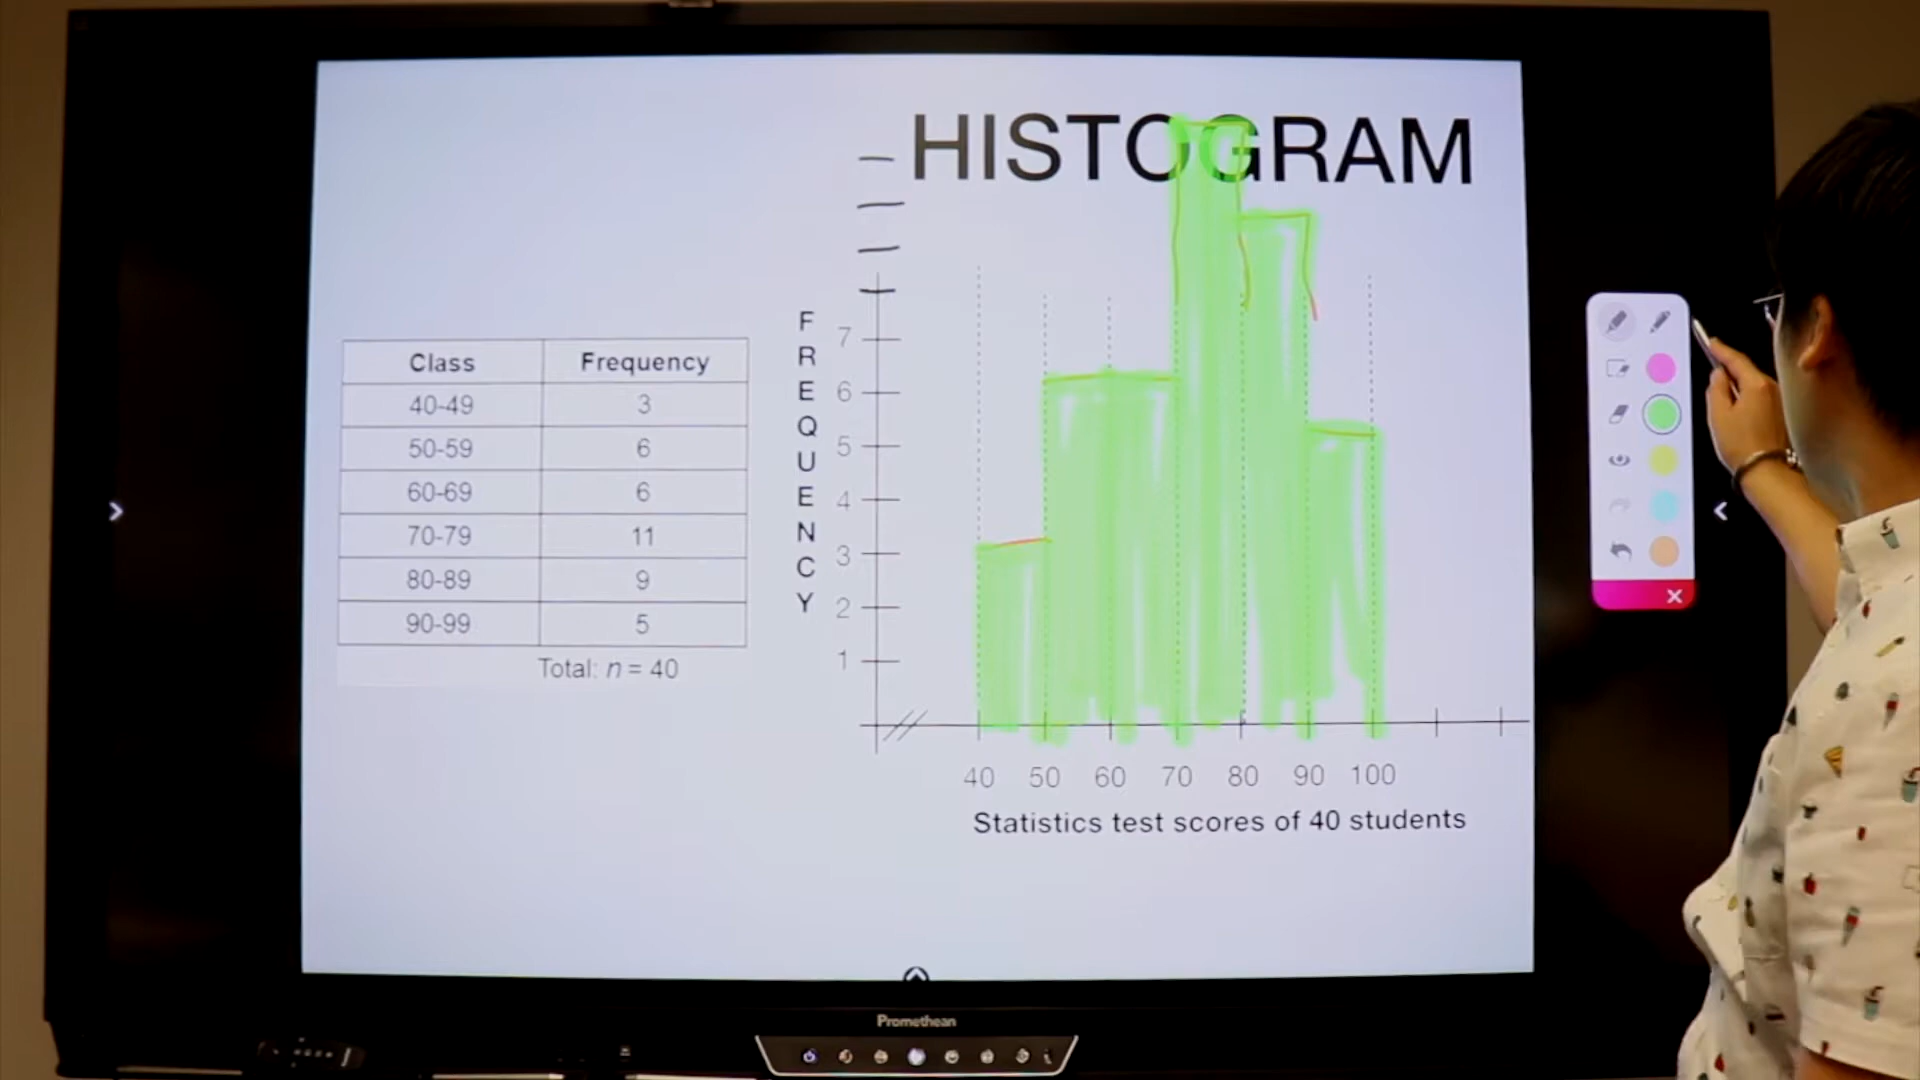 HISTOGRAM
Class Frequency
40-49 3
50-59 6
60-69 6
70-79 11
80-89 9
90-99 5
Total: n = 40
FREQUENCY
7
6
5
4
3
2
1
40 50 60 70 80 90 100
Statistics test scores of 40 students
Promethean